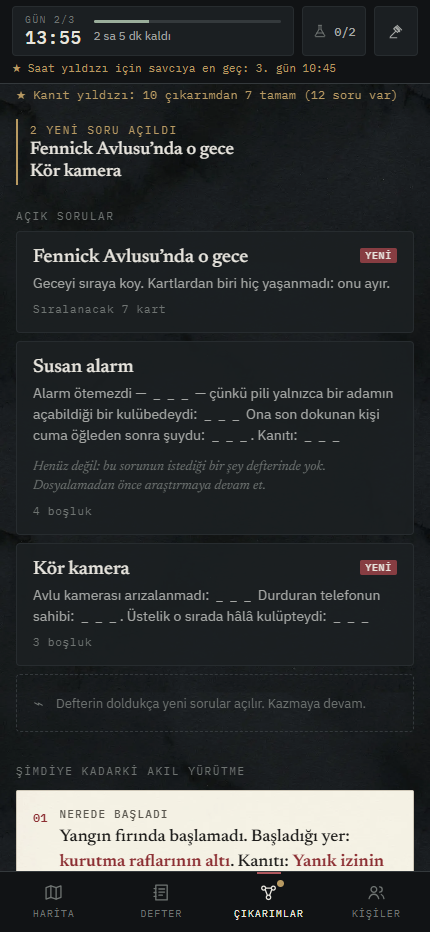 GÜN 2/3
13:55
2 sa 5 dk kaldı
0/2
★ Saat yıldızı için savcıya en geç: 3. gün 10:45
★ Kanıt yıldızı: 10 çıkarımdan 7 tamam (12 soru var)
2 YENİ SORU AÇILDI
Fennick Avlusu’nda o gece
Kör kamera
AÇIK SORULAR
Fennick Avlusu’nda o gece
YENİ
Geceyi sıraya koy. Kartlardan biri hiç yaşanmadı: onu ayır.
Sıralanacak 7 kart
Susan alarm
Alarm ötemezdi — _ _ _ — çünkü pili yalnızca bir adamın
açabildiği bir kulübedeydi: _ _ _ Ona son dokunan kişi
cuma öğleden sonra şuydu: _ _ _. Kanıtı: _ _ _
Henüz değil: bu sorunun istediği bir şey defterinde yok.
Dosyalamadan önce araştırmaya devam et.
4 boşluk
Kör kamera
YENİ
Avlu kamerası arızalanmadı: _ _ _ Durduran telefonun
sahibi: _ _ _. Üstelik o sırada hâlâ kulüpteydi: _ _ _
3 boşluk
Defterin doldukça yeni sorular açılır. Kazmaya devam.
ŞİMDİYE KADARKİ AKIL YÜRÜTME
01
NEREDE BAŞLADI
Yangın fırında başlamadı. Başladığı yer:
kurutma raflarının altı. Kanıtı: Yanık izinin
HARİTA
DEFTER
ÇIKARIMLAR
KİŞİLER